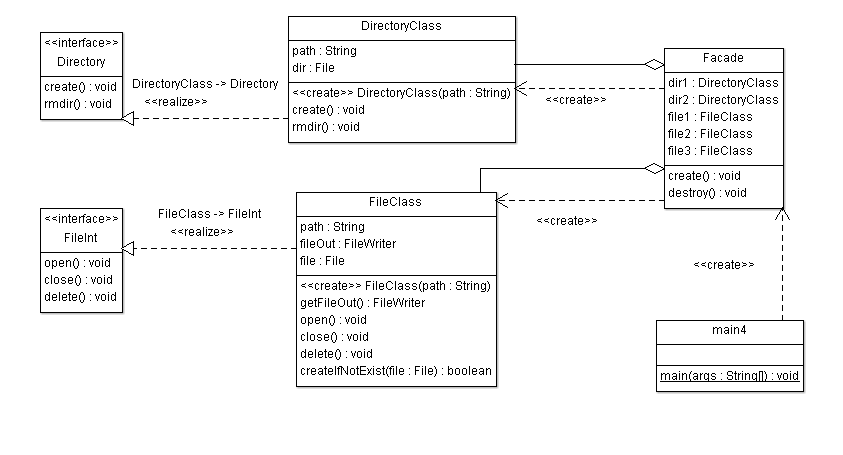 <<interface>>
Directory
create() : void
rmdir() : void
DirectoryClass -> Directory
<<realize>>
DirectoryClass
path : String
dir : File
<<create>> DirectoryClass(path : String)
create() : void
rmdir() : void
<<create>>
Facade
dir1 : DirectoryClass
dir2 : DirectoryClass
file1 : FileClass
file2 : FileClass
file3 : FileClass
create() : void
destroy() : void
<<interface>>
FileInt
open() : void
close() : void
delete() : void
FileClass -> FileInt
<<realize>>
FileClass
path : String
fileOut : FileWriter
file : File
<<create>> FileClass(path : String)
getFileOut() : FileWriter
open() : void
close() : void
delete() : void
createIfNotExist(file : File) : boolean
<<create>>
<<create>>
main4
main(args : String[]) : void